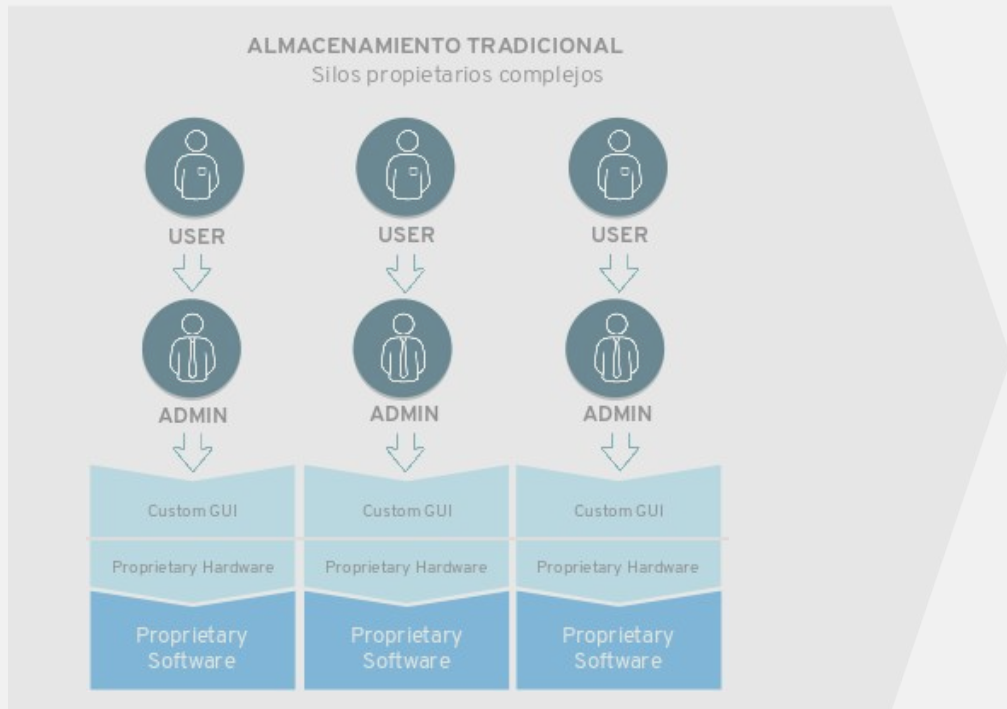 ALMACENAMIENTO TRADICIONAL
Silos propietarios complejos
USER
USER
USER
ADMIN
ADMIN
ADMIN
Custom GUI
Custom GUI
Custom GUI
Proprietary Hardware
Proprietary Hardware
Proprietary Hardware
Proprietary
Software
Proprietary
Software
Proprietary
Software